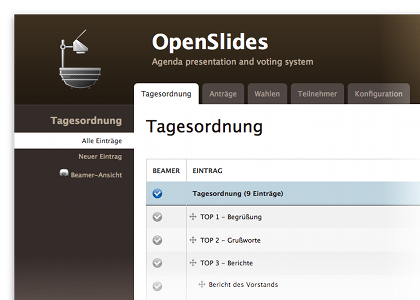 OpenSlides
Agenda presentation and voting system
Tagesordnung Anträge Wahlen Teilnehmer Konfiguration
Tagesordnung
Alle Einträge
Neuer Eintrag
Beamer-Ansicht
Tagesordnung
BEAMER EINTRAG
Tagesordnung (9 Einträge)
TOP 1 - Begrüßung
TOP 2 - Grußworte
TOP 3 - Berichte
Bericht des Vorstands